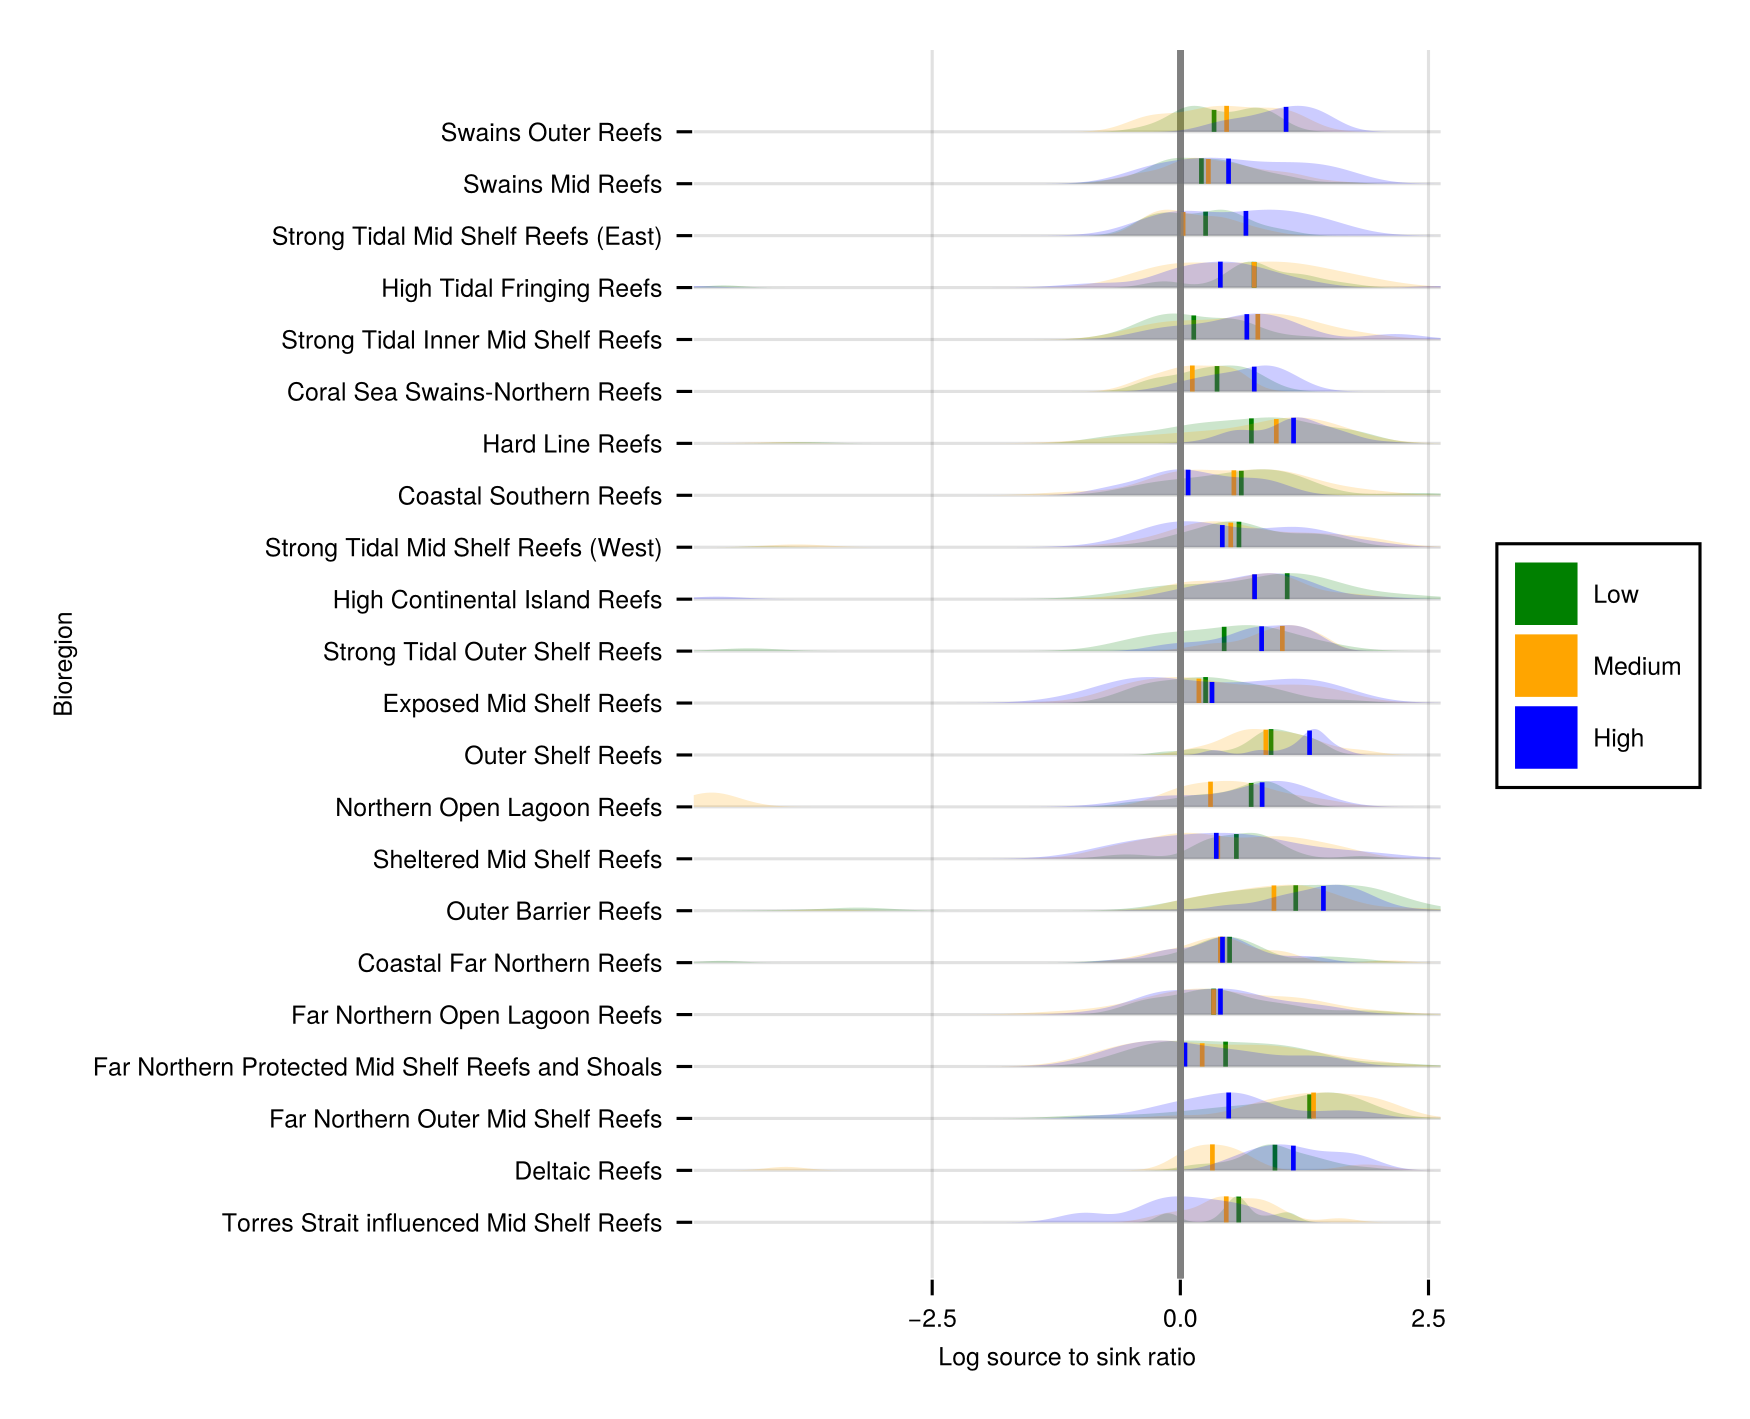 Swains Outer Reefs
Swains Mid Reefs
Strong Tidal Mid Shelf Reefs (East)
High Tidal Fringing Reefs
Strong Tidal Inner Mid Shelf Reefs
Coral Sea Swains-Northern Reefs
Hard Line Reefs
Coastal Southern Reefs
Strong Tidal Mid Shelf Reefs (West)
High Continental Island Reefs
Strong Tidal Outer Shelf Reefs
Exposed Mid Shelf Reefs
Outer Shelf Reefs
Northern Open Lagoon Reefs
Sheltered Mid Shelf Reefs
Outer Barrier Reefs
Coastal Far Northern Reefs
Far Northern Open Lagoon Reefs
Far Northern Protected Mid Shelf Reefs and Shoals
Far Northern Outer Mid Shelf Reefs
Deltaic Reefs
Torres Strait influenced Mid Shelf Reefs
Bioregion
−2.5
0.0
2.5
Log source to sink ratio
Low
Medium
High